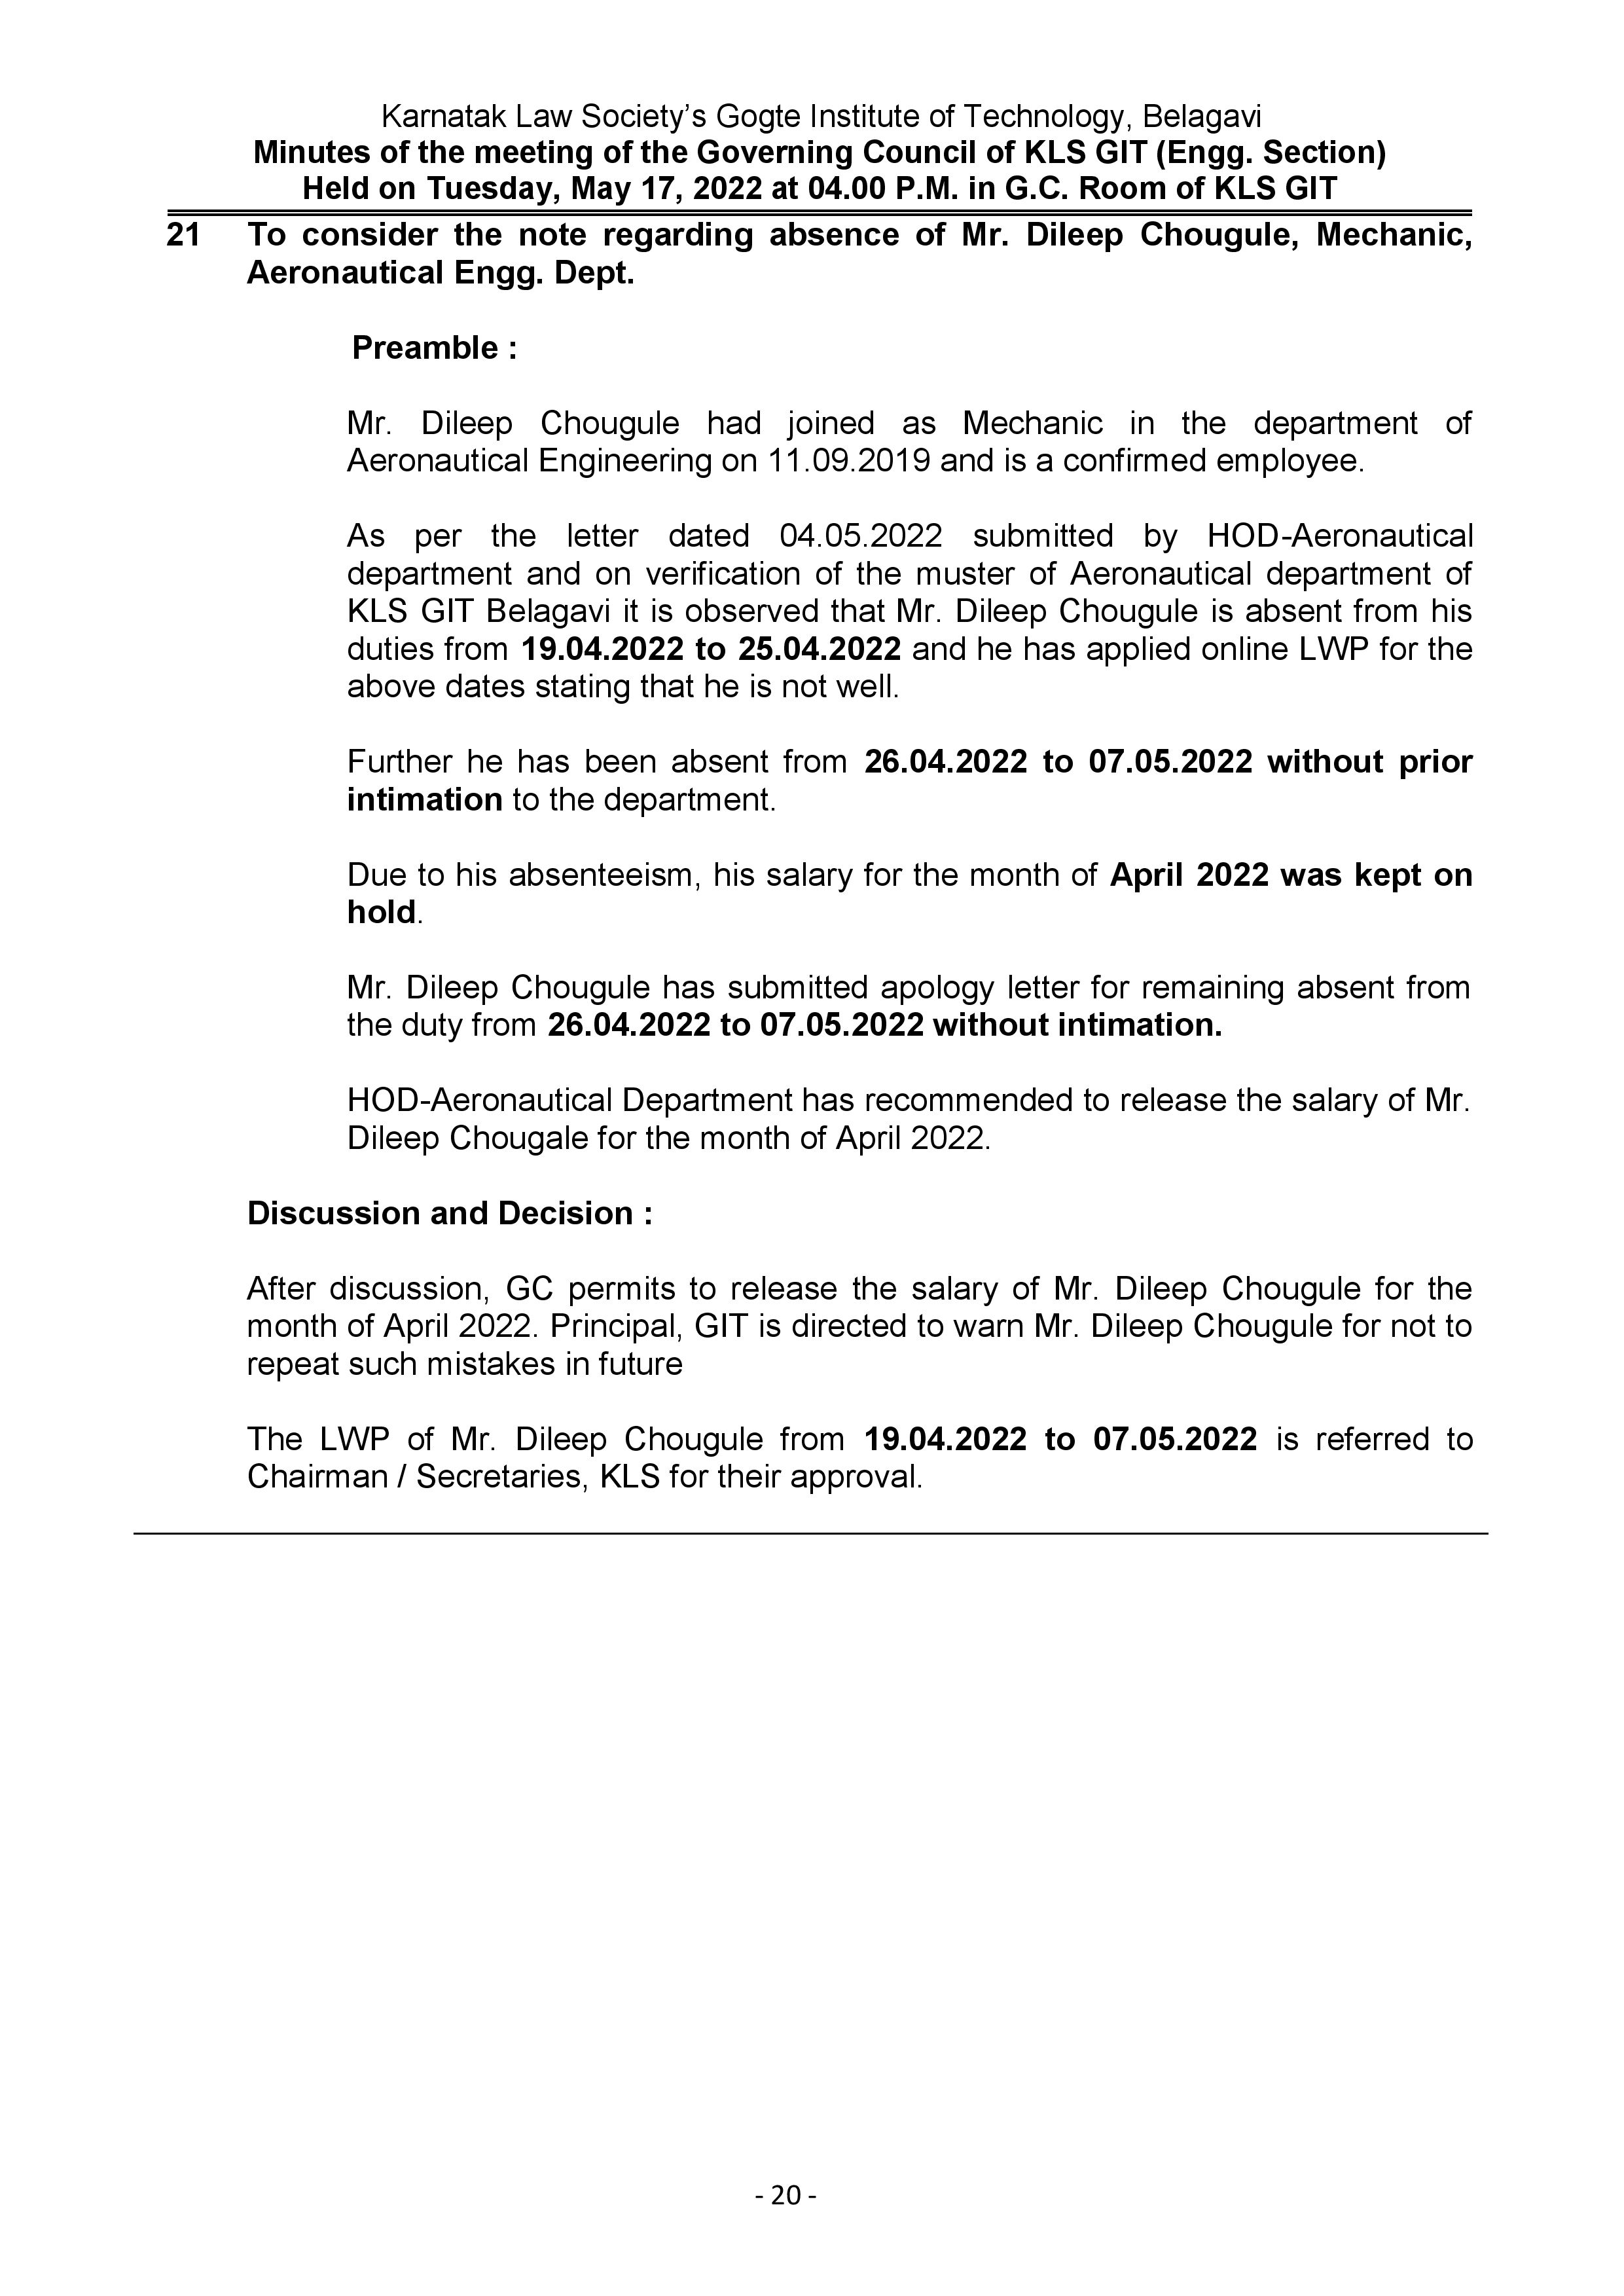 Karnatak Law Society’s Gogte Institute of Technology, Belagavi
Minutes of the meeting of the Governing Council of KLS GIT (Engg. Section)
Held on Tuesday, May 17, 2022 at 04.00 P.M. in G.C. Room of KLS GIT
21 To consider the note regarding absence of Mr. Dileep Chougule, Mechanic,
Aeronautical Engg. Dept.
Preamble :
Mr. Dileep Chougule had joined as Mechanic in the department of
Aeronautical Engineering on 11.09.2019 and is a confirmed employee.
As per the letter dated 04.05.2022 submitted by HOD-Aeronautical
department and on verification of the muster of Aeronautical department of
KLS GIT Belagavi it is observed that Mr. Dileep Chougule is absent from his
duties from 19.04.2022 to 25.04.2022 and he has applied online LWP for the
above dates stating that he is not well.
Further he has been absent from 26.04.2022 to 07.05.2022 without prior
intimation to the department.
Due to his absenteeism, his salary for the month of April 2022 was kept on
hold.
Mr. Dileep Chougule has submitted apology letter for remaining absent from
the duty from 26.04.2022 to 07.05.2022 without intimation.
HOD-Aeronautical Department has recommended to release the salary of Mr.
Dileep Chougale for the month of April 2022.
Discussion and Decision :
After discussion, GC permits to release the salary of Mr. Dileep Chougule for the
month of April 2022. Principal, GIT is directed to warn Mr. Dileep Chougule for not to
repeat such mistakes in future
The LWP of Mr. Dileep Chougule from 19.04.2022 to 07.05.2022 is referred to
Chairman / Secretaries, KLS for their approval.
- 20 -